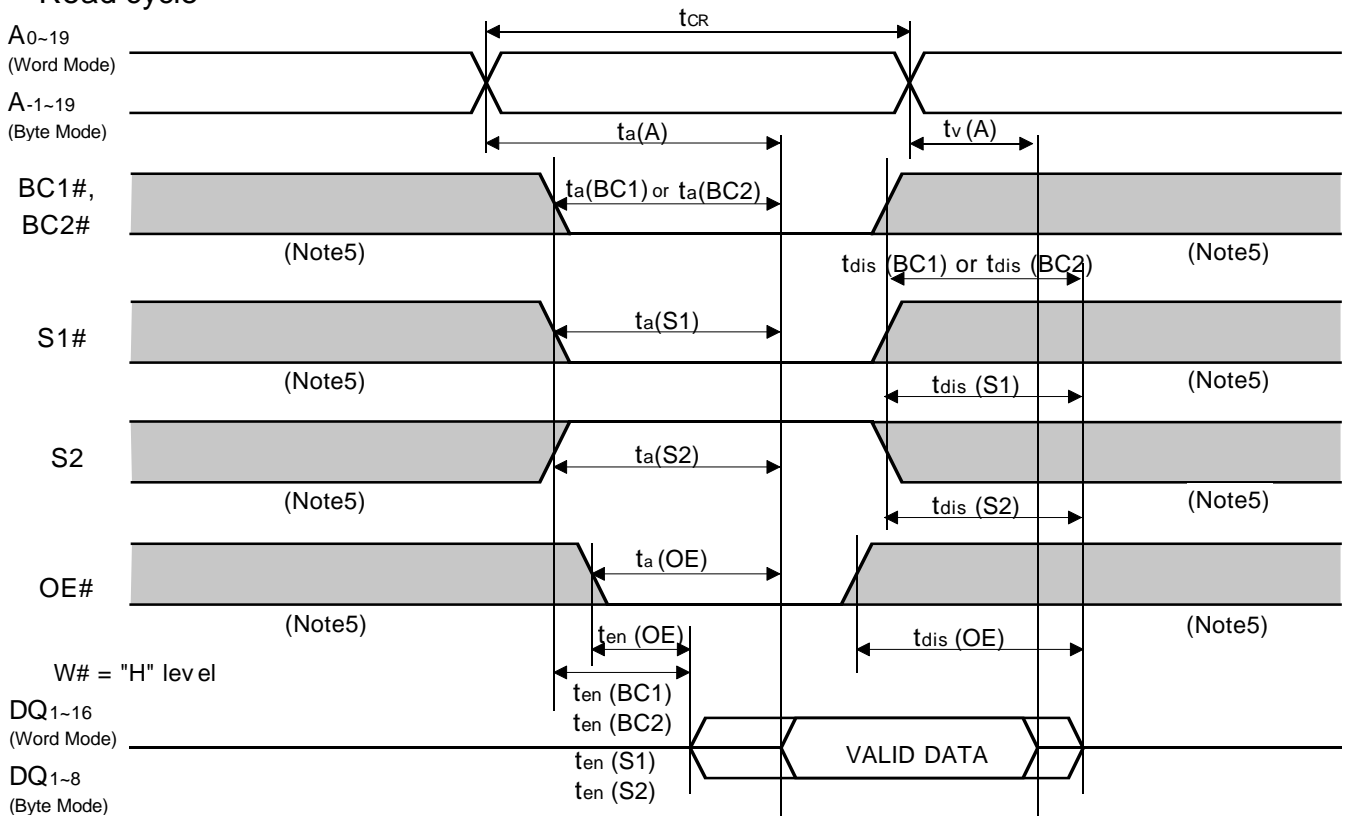 Read cycle
tCR
A0~19
(Word Mode)
A-1~19
(Byte Mode)
ta(A)
tv (A)
BC1#,
BC2#
ta(BC1) or ta(BC2)
(Note5)
(Note5)
tdis (BC1) or tdis (BC2)
S1#
ta(S1)
(Note5)
(Note5)
tdis (S1)
S2
ta(S2)
(Note5)
(Note5)
tdis (S2)
OE#
ta (OE)
(Note5)
(Note5)
ten (OE)
tdis (OE)
W# = "H" level
ten (BC1)
ten (BC2)
ten (S1)
ten (S2)
DQ1~16
(Word Mode)
VALID DATA
DQ1~8
(Byte Mode)